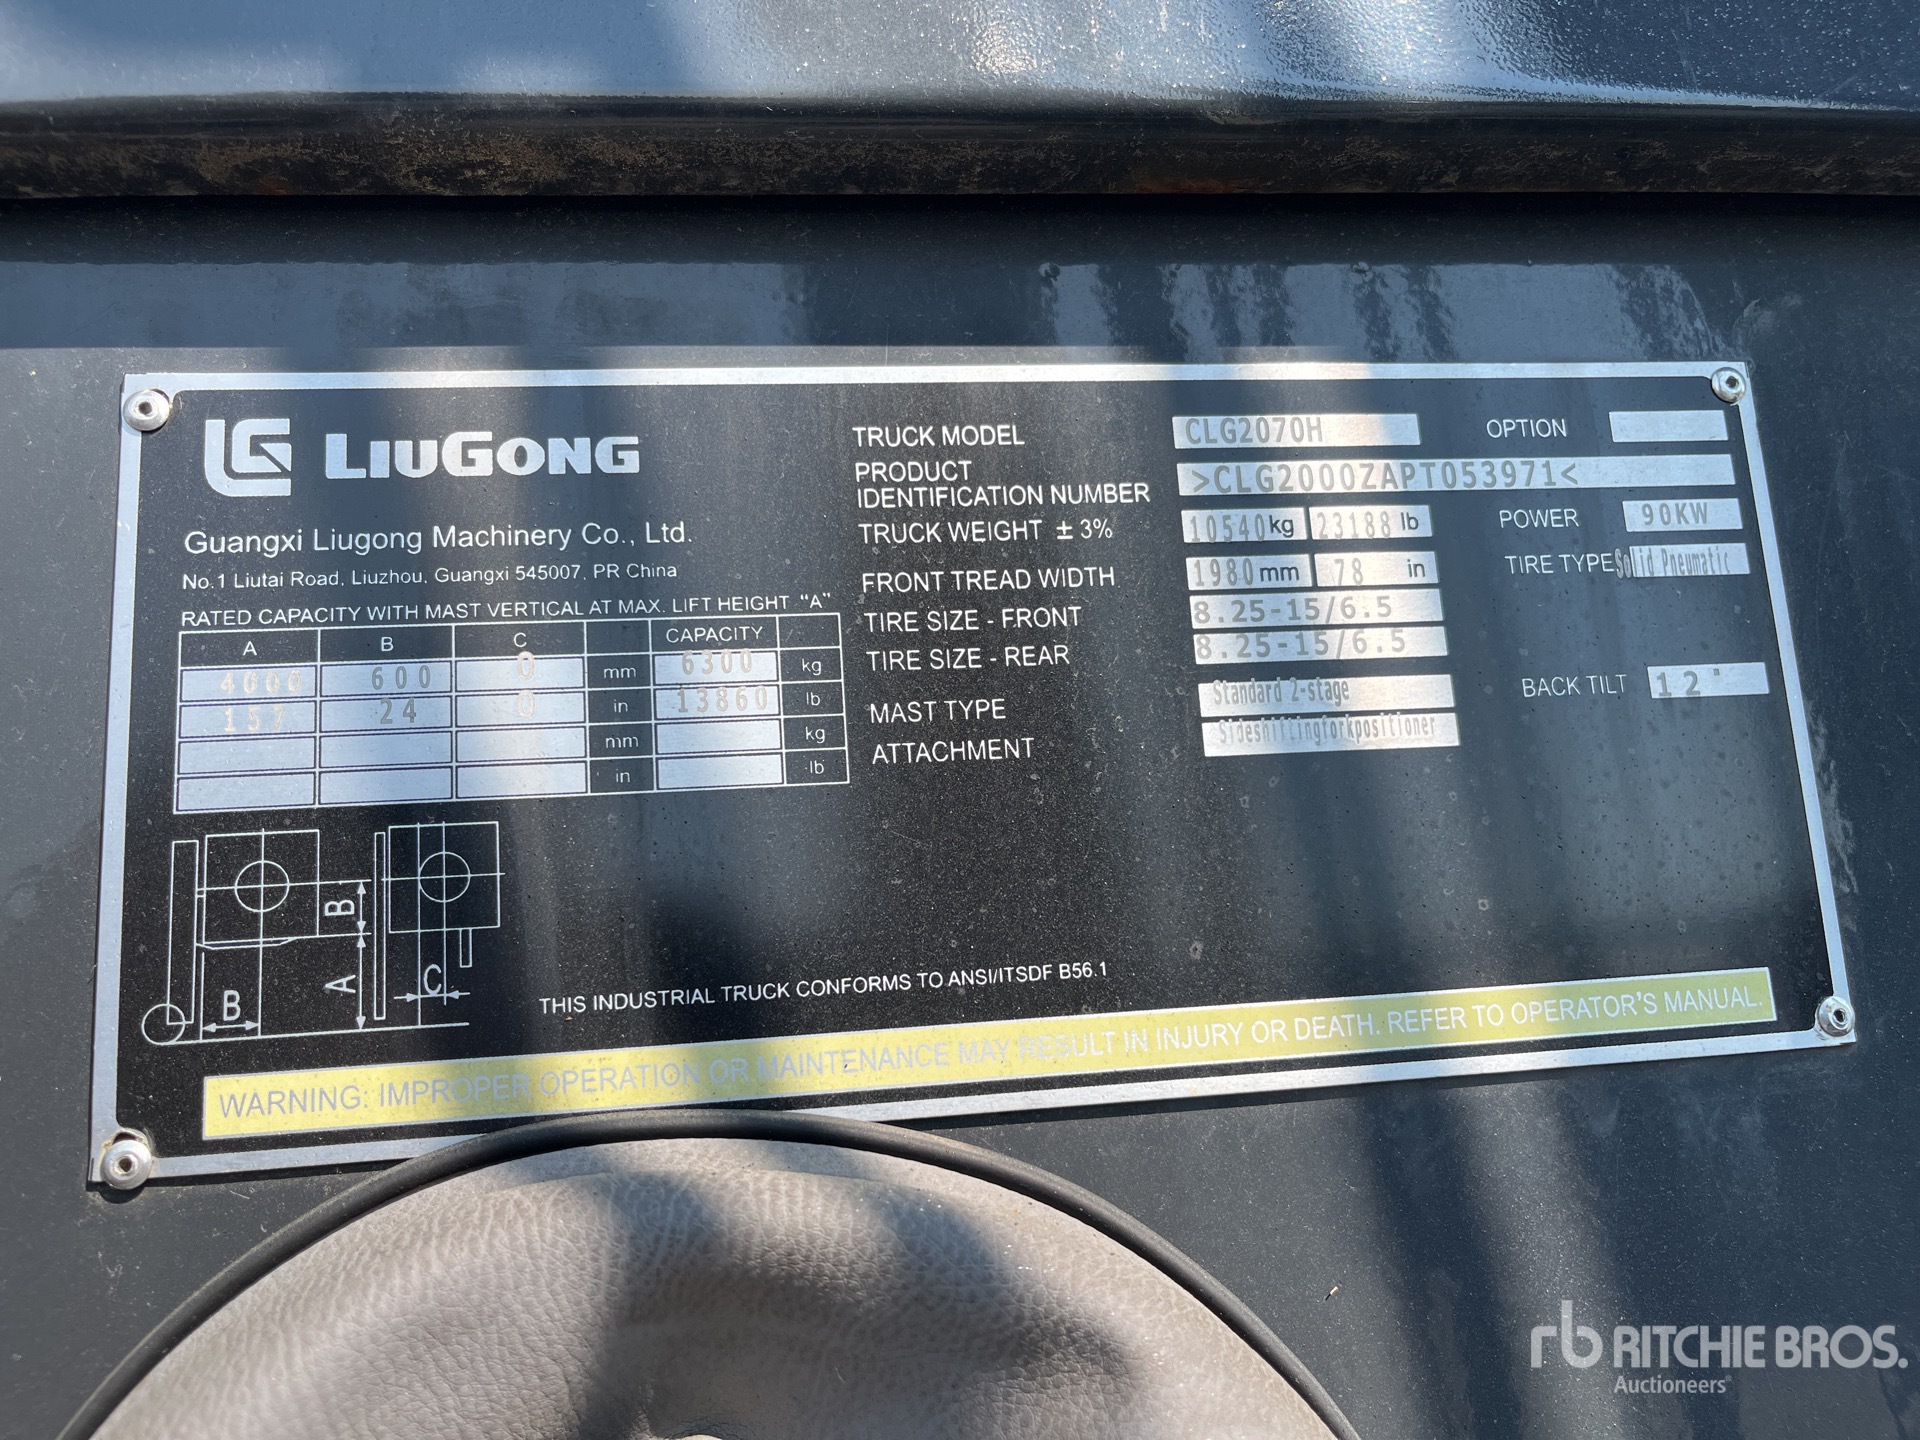 LG LIUGONG
Guangxi Liugong Machinery Co., Ltd.
No.1 Liutai Road, Liuzhou, Guangxi 545007, PR China
RATED CAPACITY WITH MAST VERTICAL AT MAX. LIFT HEIGHT "A"
A B C CAPACITY
4000 600 0 mm 6300 kg
157 24 0 in 13860 lb
mm kg
in lb
TRUCK MODEL CLG2070H OPTION
PRODUCT
IDENTIFICATION NUMBER >CLG2000ZAPT053971<
TRUCK WEIGHT ± 3% 10540kg 23188 lb POWER 90KW
FRONT TREAD WIDTH 1980mm 78 in TIRE TYPE Solid Pneumatic
TIRE SIZE - FRONT 8.25-15/6.5
TIRE SIZE - REAR 8.25-15/6.5
MAST TYPE Standard 2-stage BACK TILT 12°
ATTACHMENT Sideshiftingforkpositioner
B
A
C
B
THIS INDUSTRIAL TRUCK CONFORMS TO ANSI/ITSDF B56.1
WARNING: IMPROPER OPERATION OR MAINTENANCE MAY RESULT IN INJURY OR DEATH. REFER TO OPERATOR'S MANUAL.
rb RITCHIE BROS.
Auctioneers